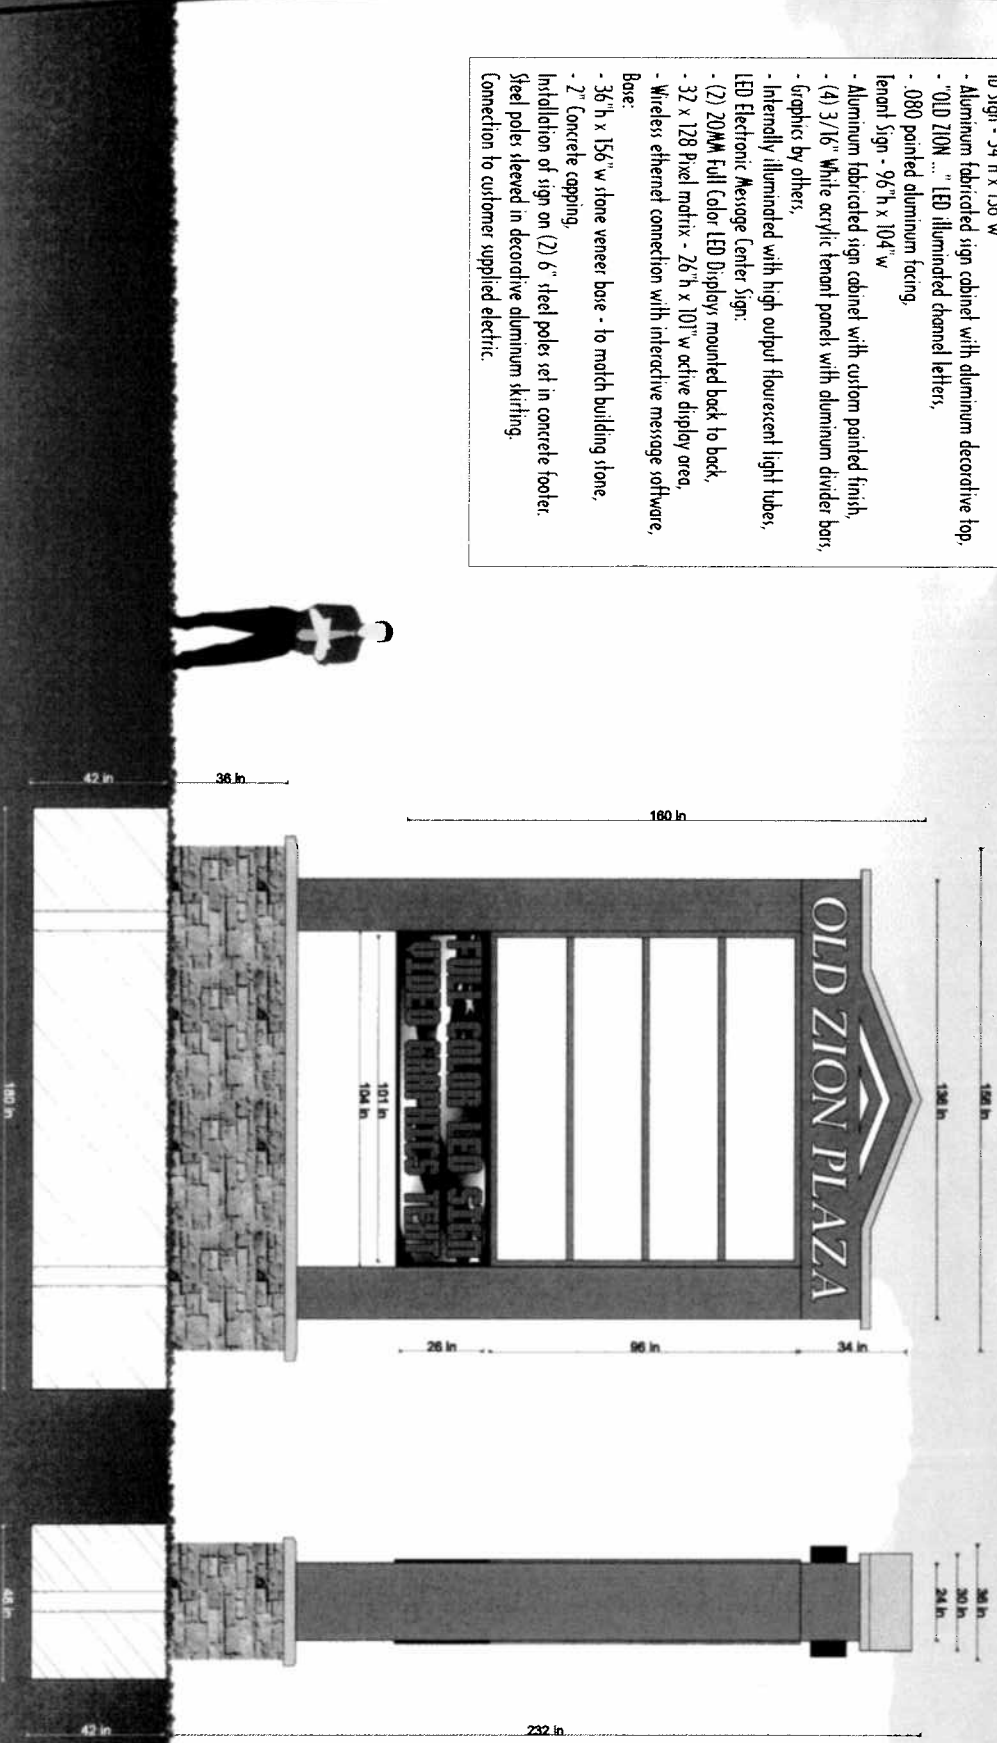 ID Sign - 34"h x 136"w
- Aluminum fabricated sign cabinet with aluminum decorative top,
- "OLD ZION ... " LED illuminated channel letters,
- .080 painted aluminum facing,
Tenant Sign - 96"h x 104"w
- Aluminum fabricated sign cabinet with custom painted finish,
- (4) 3/16" White acrylic tenant panels with aluminum divider bars,
- Graphics by others,
- Internally illuminated with high output flourescent light tubes,
LED Electronic Message Center Sign:
- (2) 20MM Full Color LED Displays mounted back to back,
- 32 x 128 Pixel matrix - 26"h x 101"w active display area,
- Wireless ethernet connection with interactive message software,
Base:
- 36"h x 156"w stone veneer base - to match building stone,
- 2" Concrete capping,
Installation of sign on (2) 6" steel poles set in concrete footer.
Steel poles sleeved in decorative aluminum skirting.
Connection to customer supplied electric.
156 in
136 in
OLD ZION PLAZA
160 in
34 in
96 in
26 in
FULL COLOR LED SIGN
VIDEO GRAPHICS TEXT
101 in
104 in
36 in
42 in
180 in
36 in
30 in
24 in
232 in
42 in
48 in